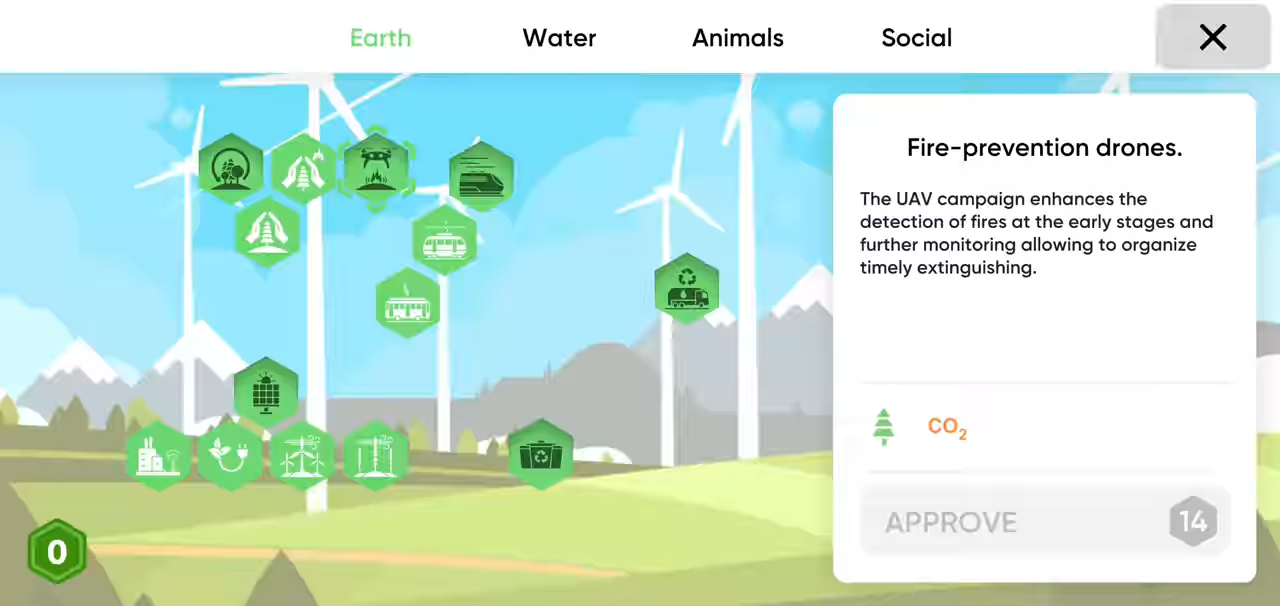 Earth Water Animals Social
Fire-prevention drones.
The UAV campaign enhances the
detection of fires at the early stages and
further monitoring allowing to organize
timely extinguishing.
CO₂
APPROVE 14
0